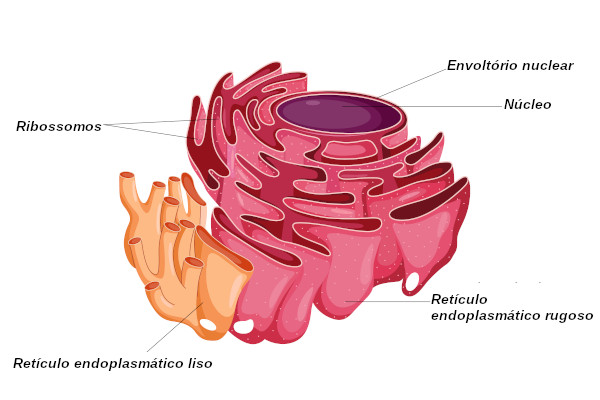 Envoltório nuclear
Núcleo
Ribossomos
Retículo
endoplasmático rugoso
Retículo endoplasmático liso